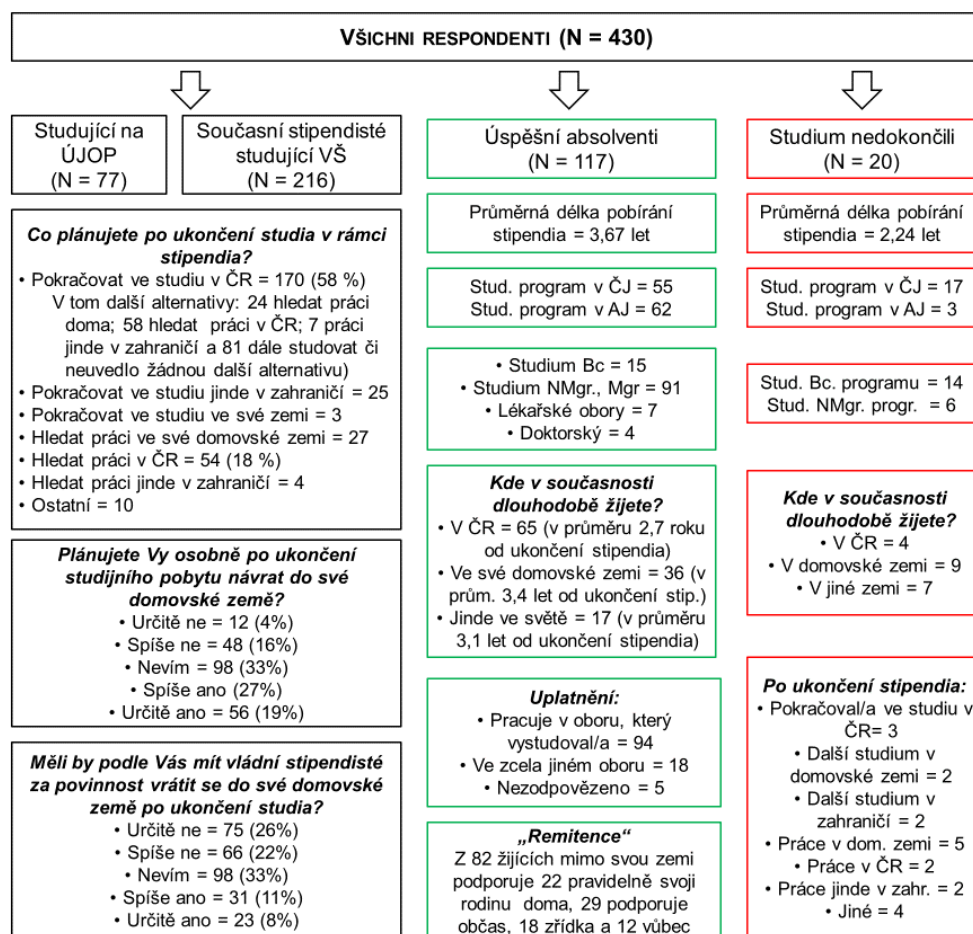 VŠICHNI RESPONDENTI (N = 430)
Studující na
ÚJOP
(N = 77)
Současní stipendisté
studující VŠ
(N = 216)
Co plánujete po ukončení studia v rámci
stipendia?
• Pokračovat ve studiu v ČR = 170 (58 %)
V tom další alternativy: 24 hledat práci
doma; 58 hledat práci v ČR; 7 práci
jinde v zahraničí a 81 dále studovat či
neuvedlo žádnou další alternativu)
• Pokračovat ve studiu jinde v zahraničí = 25
• Pokračovat ve studiu ve své zemi = 3
• Hledat práci ve své domovské zemi = 27
• Hledat práci v ČR = 54 (18 %)
• Hledat práci jinde v zahraničí = 4
• Ostatní = 10
Plánujete Vy osobně po ukončení
studijního pobytu návrat do své
domovské země?
• Určitě ne = 12 (4%)
• Spíše ne = 48 (16%)
• Nevím = 98 (33%)
• Spíše ano (27%)
• Určitě ano = 56 (19%)
Měli by podle Vás mít vládní stipendisté
za povinnost vrátit se do své domovské
země po ukončení studia?
• Určitě ne = 75 (26%)
• Spíše ne = 66 (22%)
• Nevím = 98 (33%)
• Spíše ano = 31 (11%)
• Určitě ano = 23 (8%)
Úspěšní absolventi
(N = 117)
Průměrná délka pobírání
stipendia = 3,67 let
Stud. program v ČJ = 55
Stud. program v AJ = 62
• Studium Bc = 15
• Studium NMgr., Mgr = 91
• Lékařské obory = 7
• Doktorský = 4
Kde v současnosti
dlouhodobě žijete?
• V ČR = 65 (v průměru 2,7 roku
od ukončení stipendia)
• Ve své domovské zemi = 36 (v
prům. 3,4 let od ukončení stip.)
• Jinde ve světě = 17 (v průměru
3,1 let od ukončení stipendia)
Uplatnění:
• Pracuje v oboru, který
vystudoval/a = 94
• Ve zcela jiném oboru = 18
• Nezodpovězeno = 5
„Remitence“
Z 82 žijících mimo svou zemi
podporuje 22 pravidelně svoji
rodinu doma, 29 podporuje
občas, 18 zřídka a 12 vůbec
Studium nedokončili
(N = 20)
Průměrná délka pobírání
stipendia = 2,24 let
Stud. program v ČJ = 17
Stud. program v AJ = 3
Stud. Bc. programu = 14
Stud. NMgr. progr. = 6
Kde v současnosti
dlouhodobě žijete?
• V ČR = 4
• V domovské zemi = 9
• V jiné zemi = 7
Po ukončení stipendia:
• Pokračoval/a ve studiu v
ČR= 3
• Další studium v
domovské zemi = 2
• Další studium v
zahraničí = 2
• Práce v dom. zemi = 5
• Práce v ČR = 2
• Práce jinde v zahr. = 2
• Jiné = 4